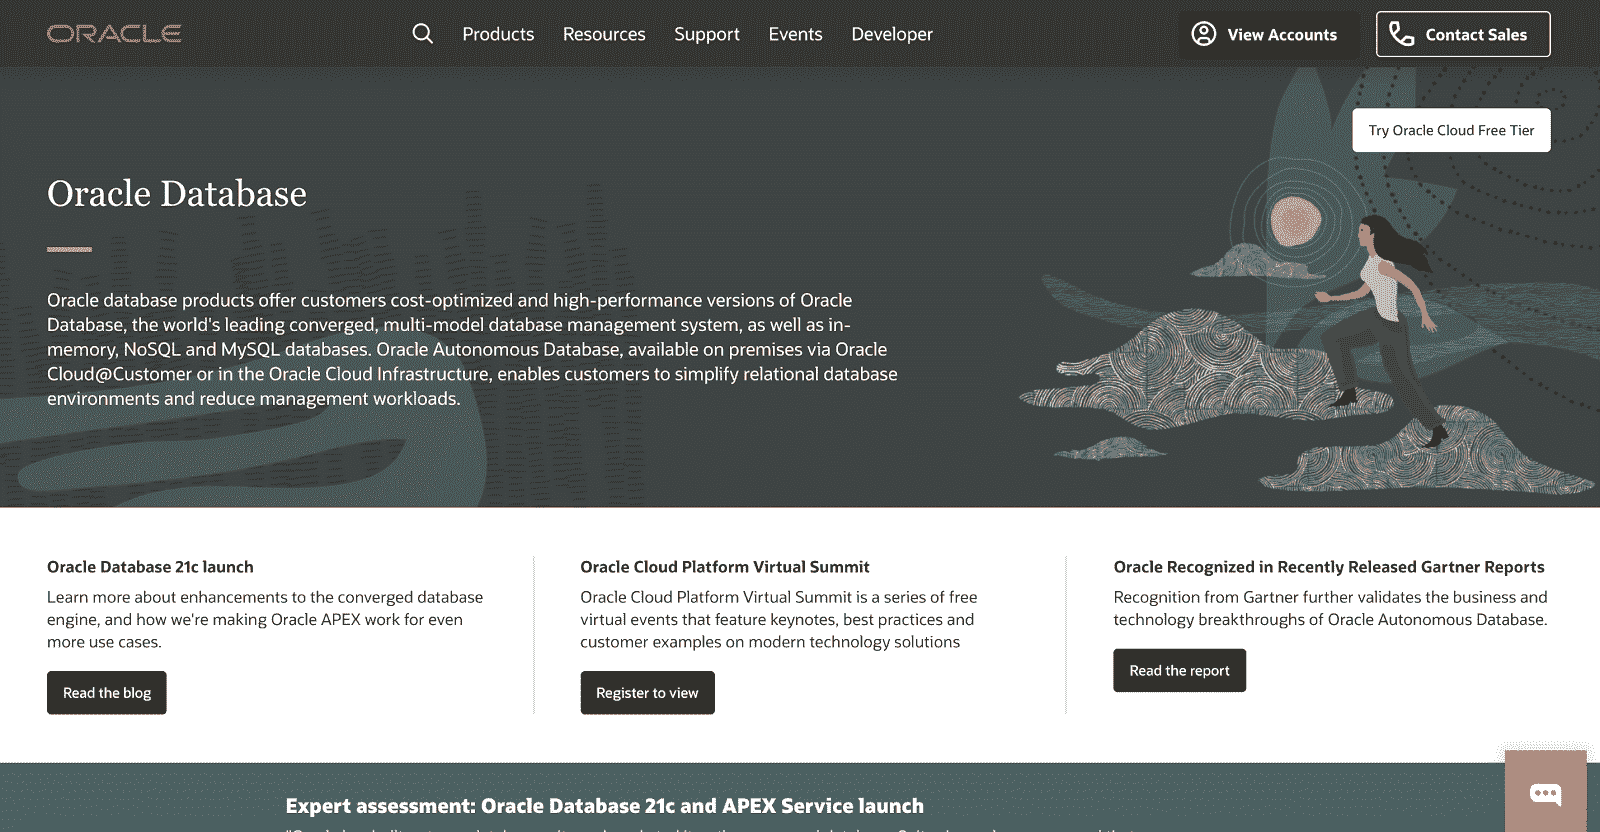 ORACLE
Products
Resources
Support
Events
Developer
View Accounts
Contact Sales
Try Oracle Cloud Free Tier
Oracle Database
Oracle database products offer customers cost-optimized and high-performance versions of Oracle
Database, the world's leading converged, multi-model database management system, as well as in-
memory, NoSQL and MySQL databases. Oracle Autonomous Database, available on premises via Oracle
Cloud@Customer or in the Oracle Cloud Infrastructure, enables customers to simplify relational database
environments and reduce management workloads.
Oracle Database 21c launch
Learn more about enhancements to the converged database
engine, and how we're making Oracle APEX work for even
more use cases.
Read the blog
Oracle Cloud Platform Virtual Summit
Oracle Cloud Platform Virtual Summit is a series of free
virtual events that feature keynotes, best practices and
customer examples on modern technology solutions
Register to view
Oracle Recognized in Recently Released Gartner Reports
Recognition from Gartner further validates the business and
technology breakthroughs of Oracle Autonomous Database.
Read the report
Expert assessment: Oracle Database 21c and APEX Service launch